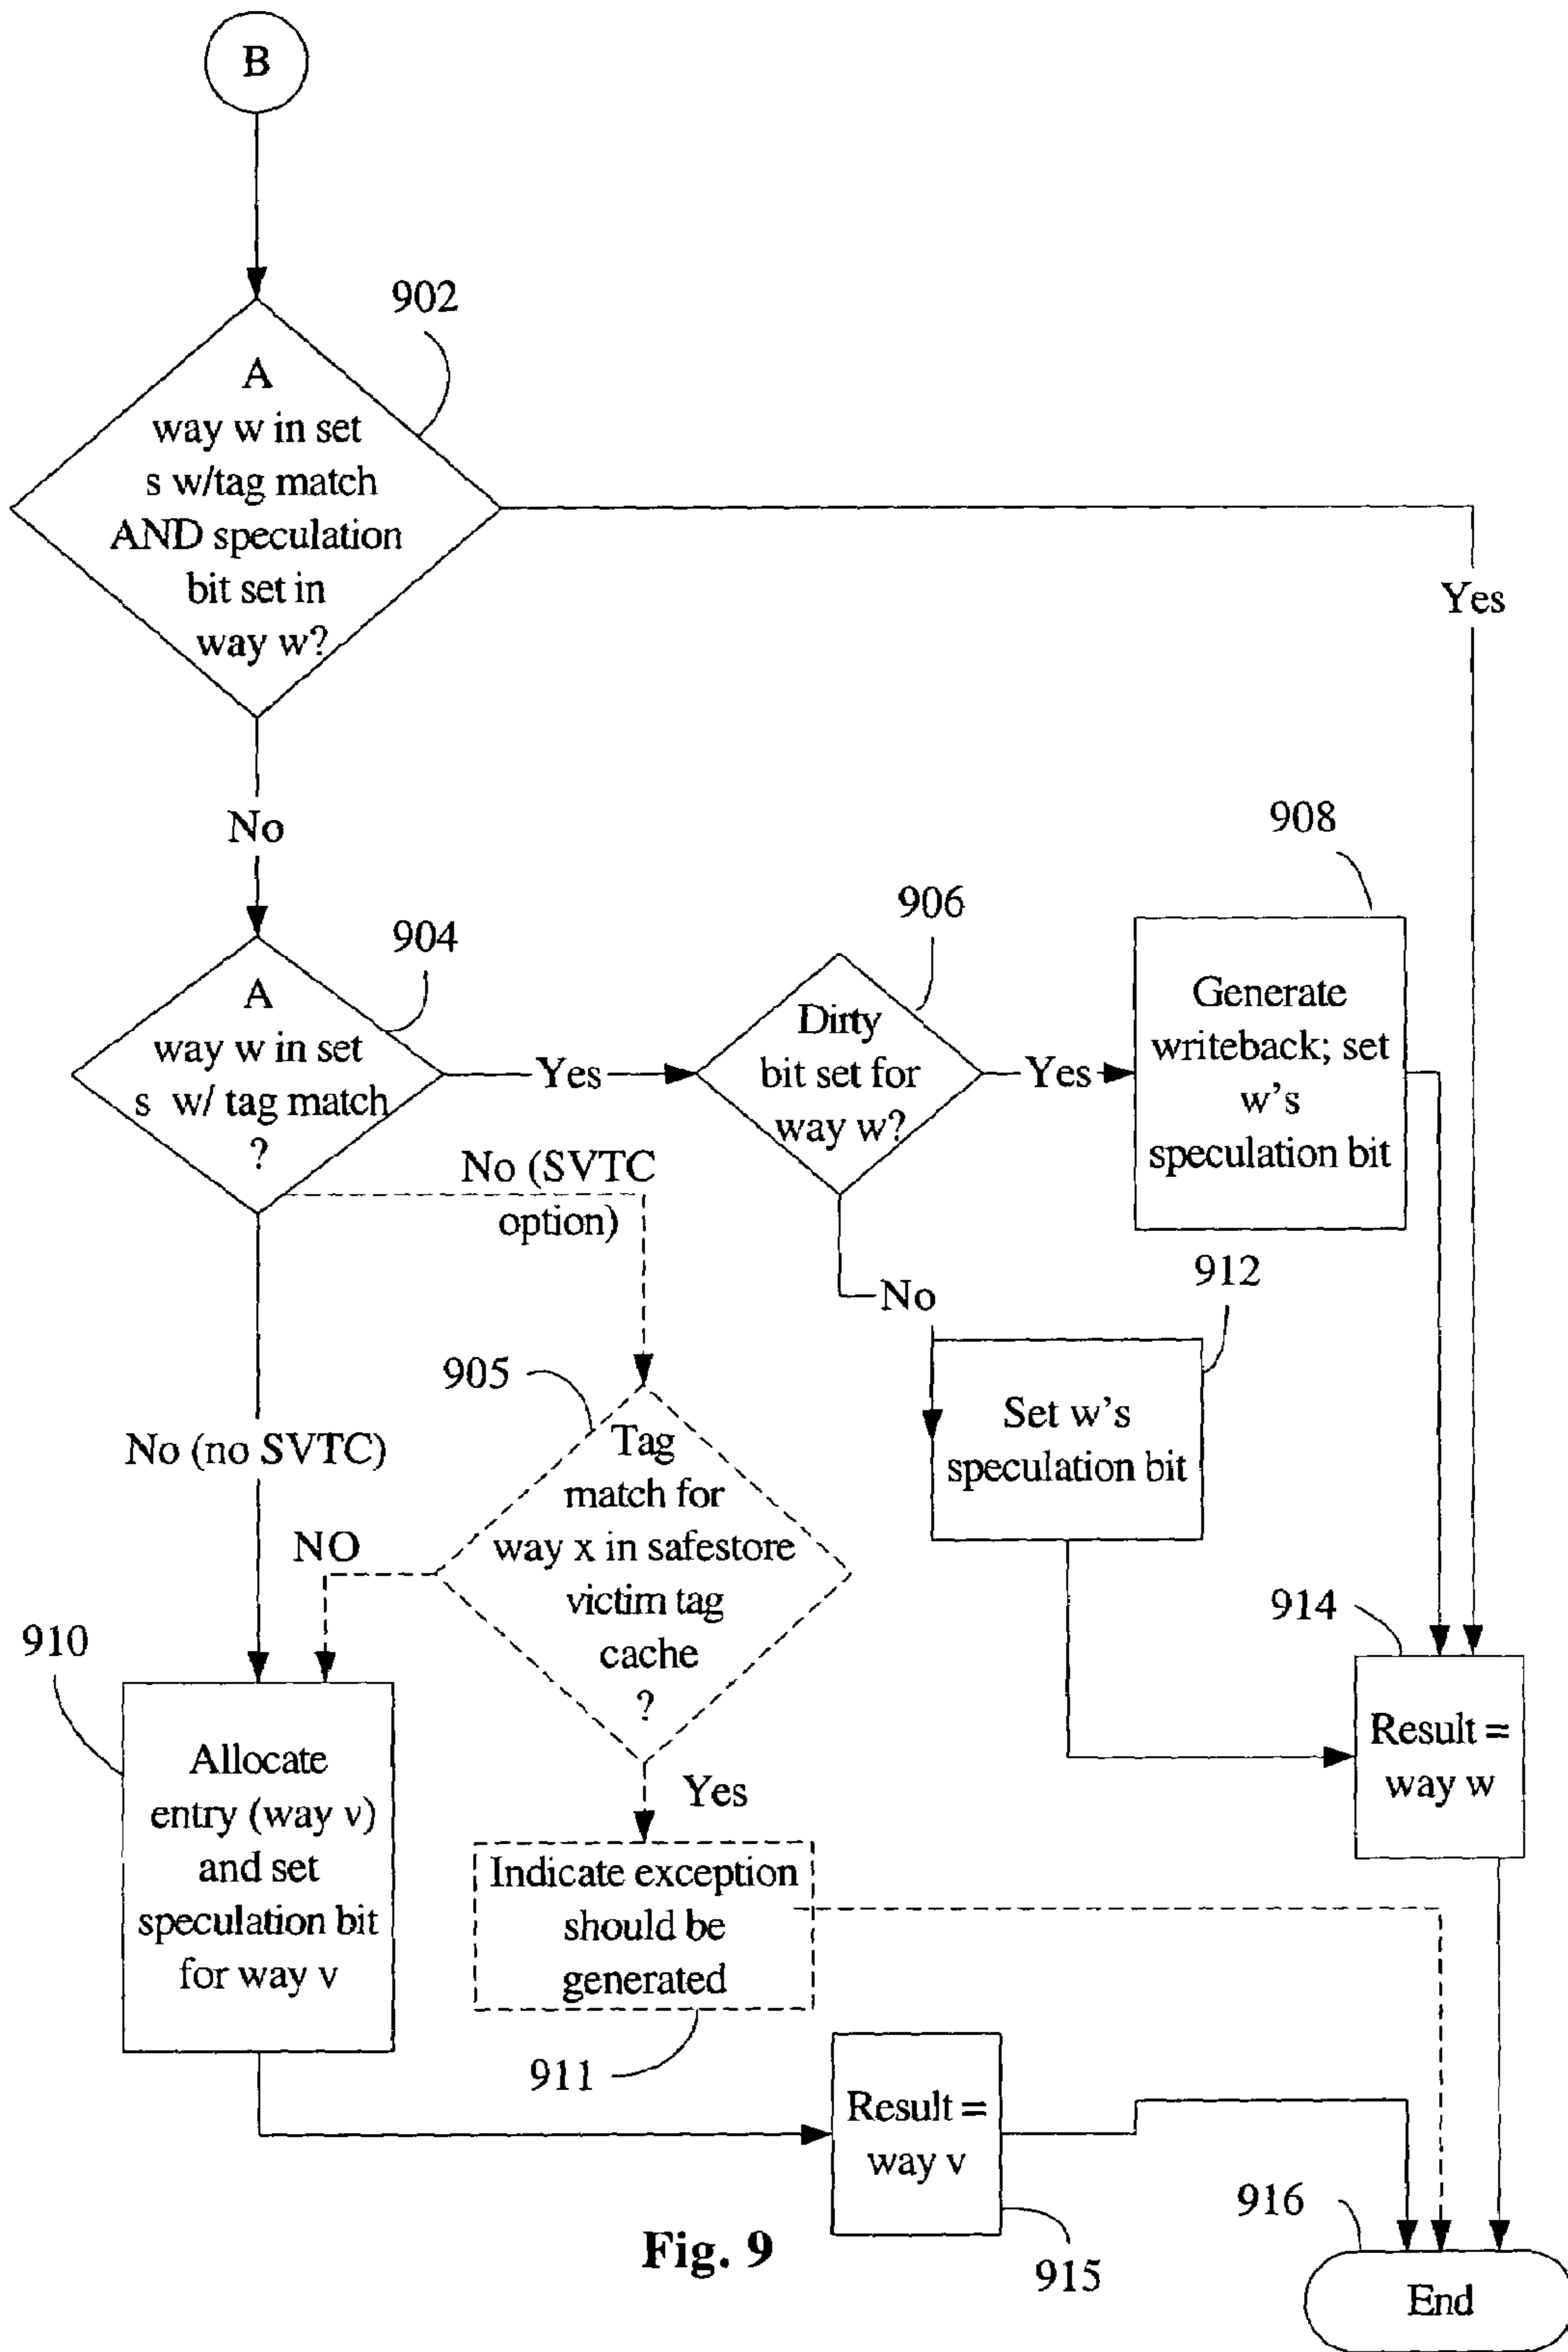 B
902
A
way w in set
s w/tag match
AND speculation
bit set in
way w?
Yes
No
908
906
904
A
way w in set
s w/ tag match
?
Yes
Dirty
bit set for
way w?
Yes
Generate
writeback; set
w's
speculation bit
No (SVTC
option)
912
No
905
Set w's
speculation bit
Tag
match for
way x in safestore
victim tag
cache
?
No (no SVTC)
NO
914
910
Result =
way w
Allocate
entry (way v)
and set
speculation bit
for way v
Yes
Indicate exception
should be
generated
911
Result =
way v
916
Fig. 9
915
End